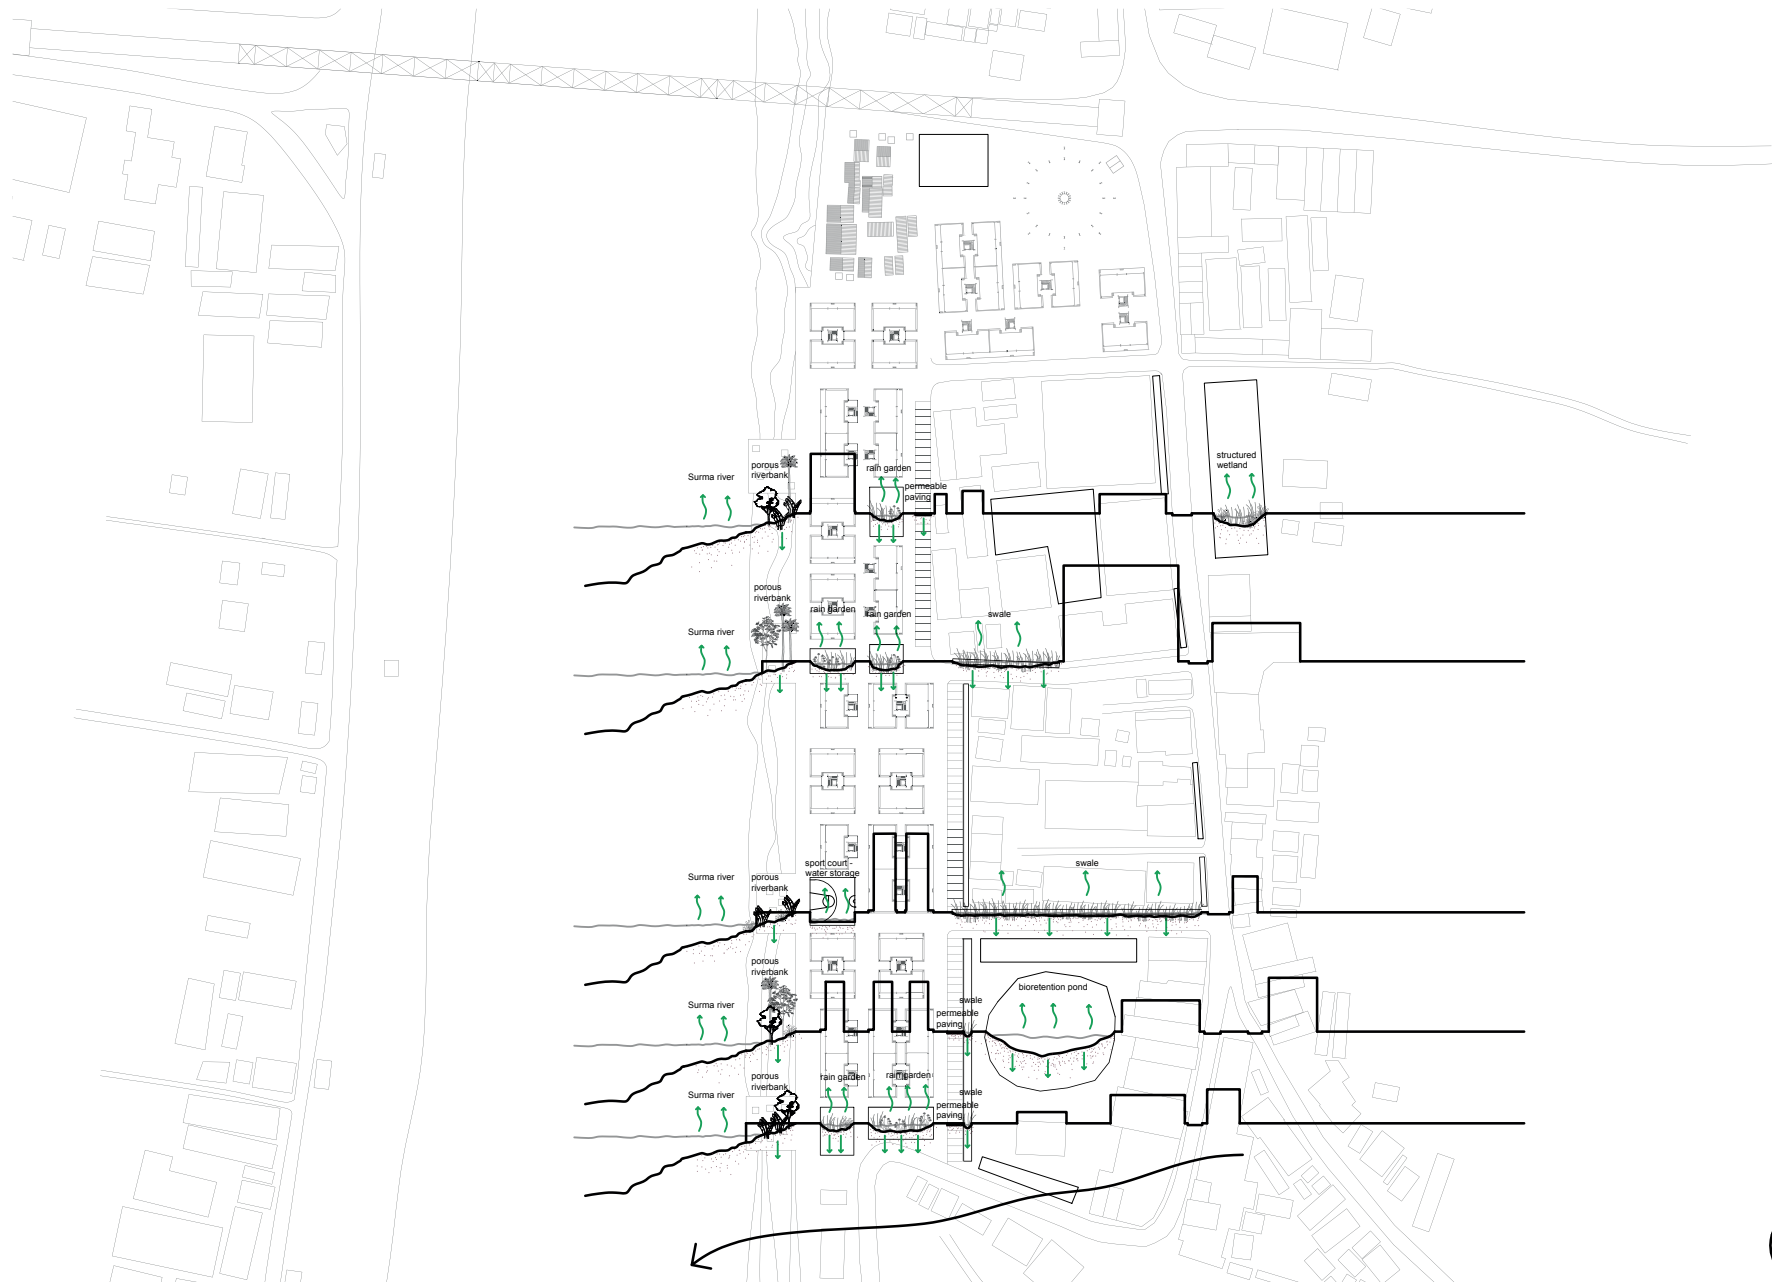 structured
wetland
porous
riverbank
Surma river
rain garden
permeable
paving
porous
riverbank
rain garden
rain garden
swale
Surma river
sport court -
water storage
swale
Surma river
porous
riverbank
porous
riverbank
bioretention pond
Surma river
swale
permeable
paving
porous
riverbank
rain garden
rain garden
Surma river
swale
permeable
paving